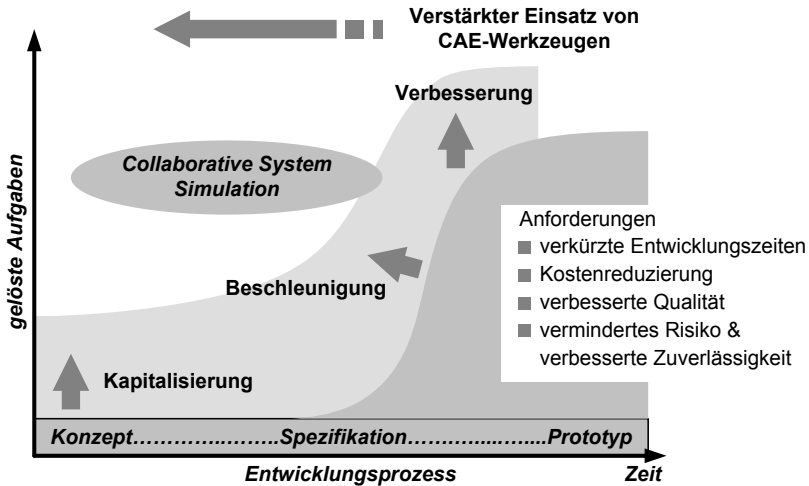 Verstärkter Einsatz von
CAE-Werkzeugen
Verbesserung
Collaborative System
Simulation
gelöste Aufgaben
Anforderungen
verkürzte Entwicklungszeiten
Kostenreduzierung
verbesserte Qualität
vermindertes Risiko &
verbesserte Zuverlässigkeit
Beschleunigung
Kapitalisierung
Konzept…………..……..Spezifikation……….....…....Prototyp
Entwicklungsprozess
Zeit